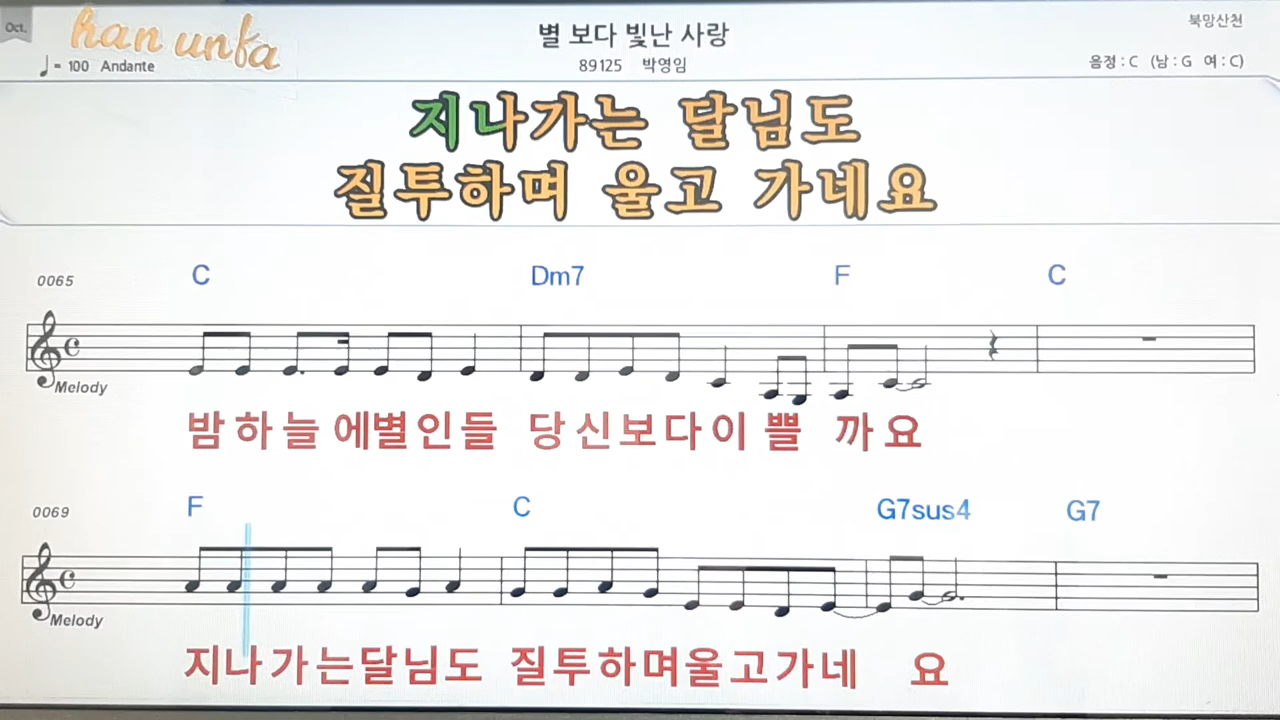 Oct.
han unfa
♩= 100 Andante
별 보다 빛난 사랑
89125 박영임
북망산천
음정 : C (남 : G 여 : C)
지나가는 달님도
질투하며 울고 가네요
0065
C Dm7 F C
Melody
밤하늘에별인들 당신보다이쁠까요
0069
F C G7sus4 G7
Melody
지나가는달님도 질투하며울고가네 요